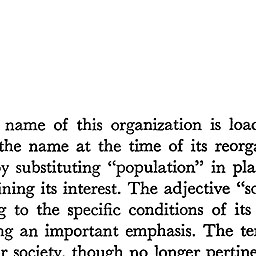 name of this organization is load
the name at the time of its reorga
by substituting “population” in pla
ining its interest. The adjective “so
g to the specific conditions of its
ng an important emphasis. The te
r society, though no longer pertine